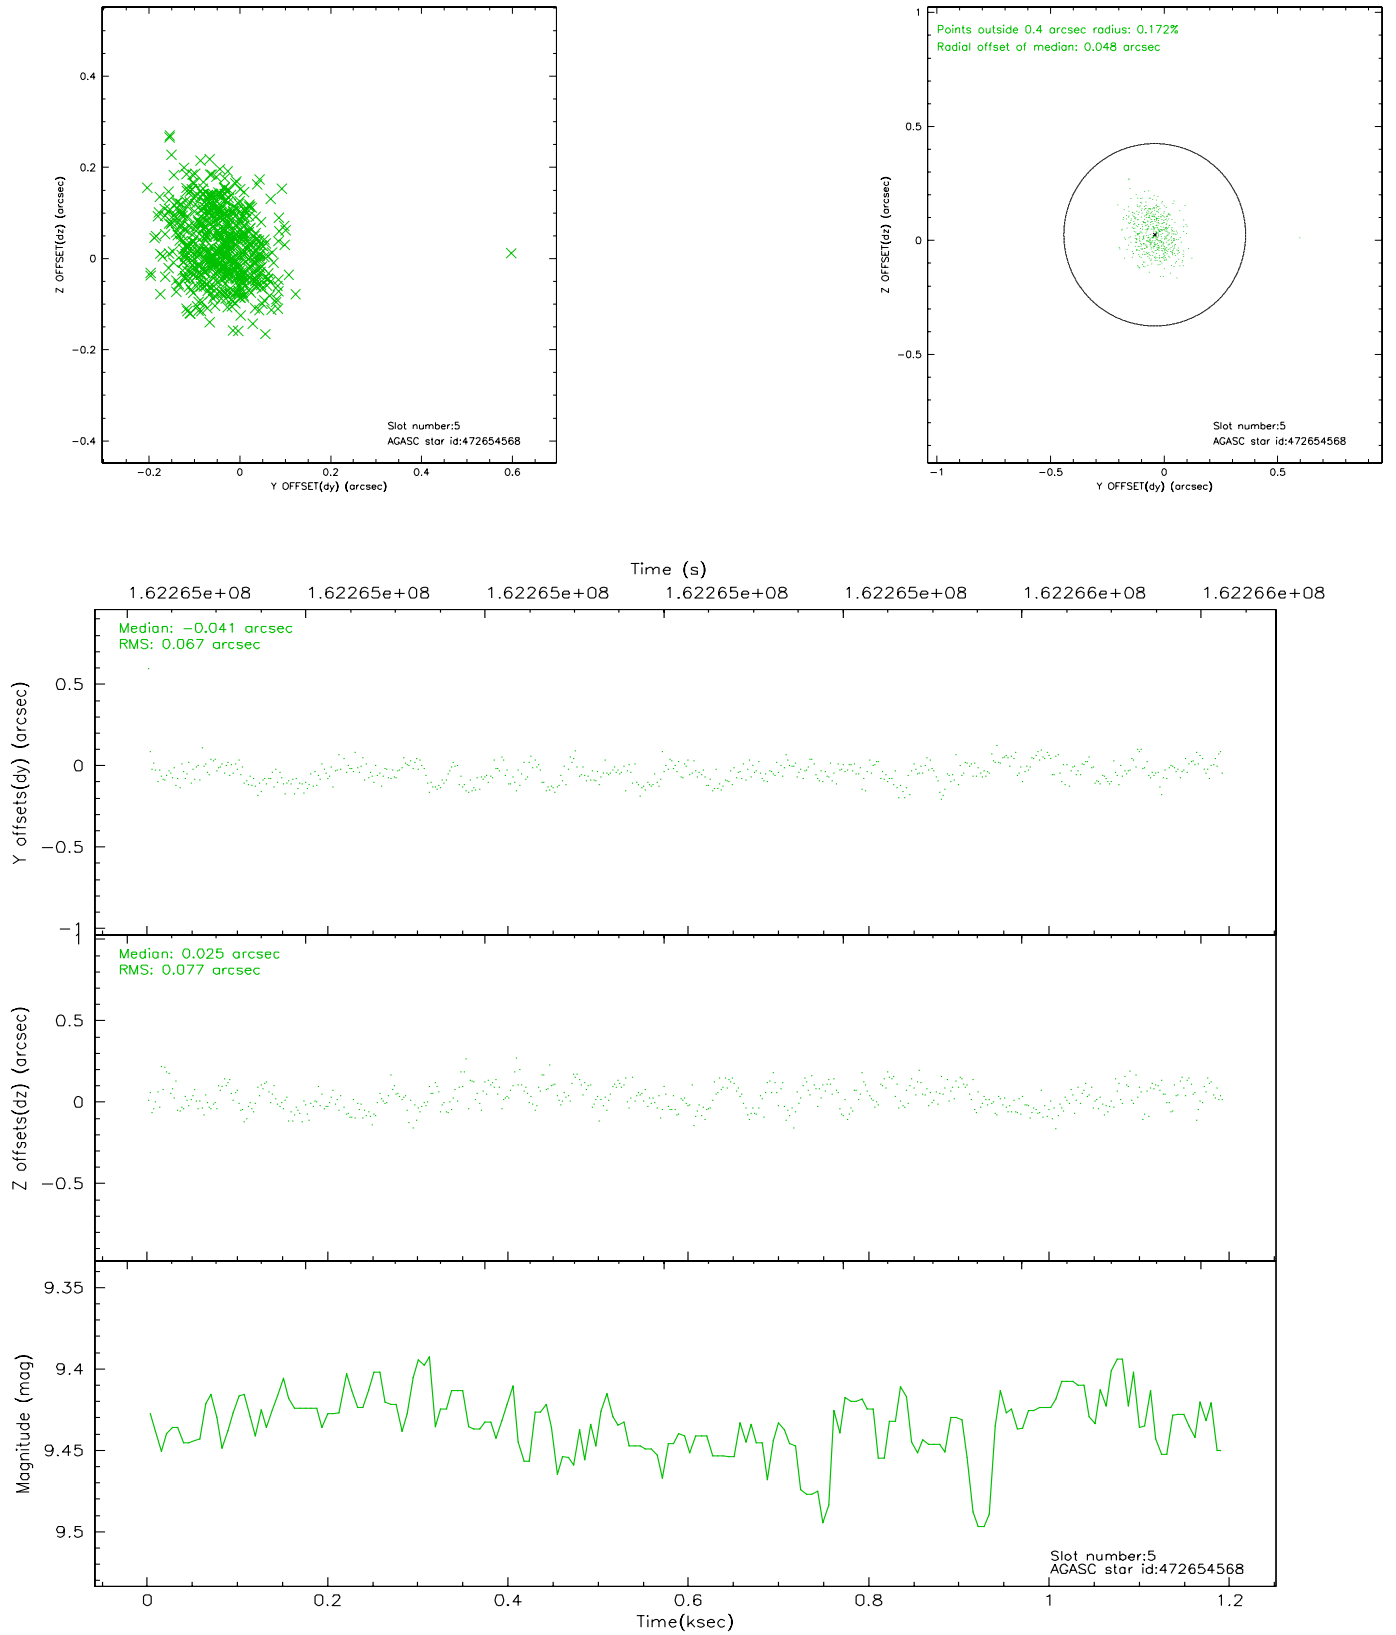 0.4
0.2
0
−0.2
−0.4
Z OFFSET(dz) (arcsec)
Slot number:5
AGASC star id:472654568
−0.2 0 0.2 0.4 0.6
Y OFFSET(dy) (arcsec)
Points outside 0.4 arcsec radius: 0.172%
Radial offset of median: 0.048 arcsec
1
0.5
0
−0.5
Z OFFSET(dz) (arcsec)
Slot number:5
AGASC star id:472654568
−1 −0.5 0 0.5
Y OFFSET(dy) (arcsec)
Time (s)
1.62265e+08 1.62265e+08 1.62265e+08 1.62265e+08 1.62265e+08 1.62266e+08 1.62266e+08
Median: −0.041 arcsec
RMS: 0.067 arcsec
0.5
0
−0.5
−1
Y offsets(dy) (arcsec)
Median: 0.025 arcsec
RMS: 0.077 arcsec
1
0.5
0
−0.5
Z offsets(dz) (arcsec)
9.35
9.4
9.45
9.5
Magnitude (mag)
Slot number:5
AGASC star id:472654568
0 0.2 0.4 0.6 0.8 1 1.2
Time(ksec)